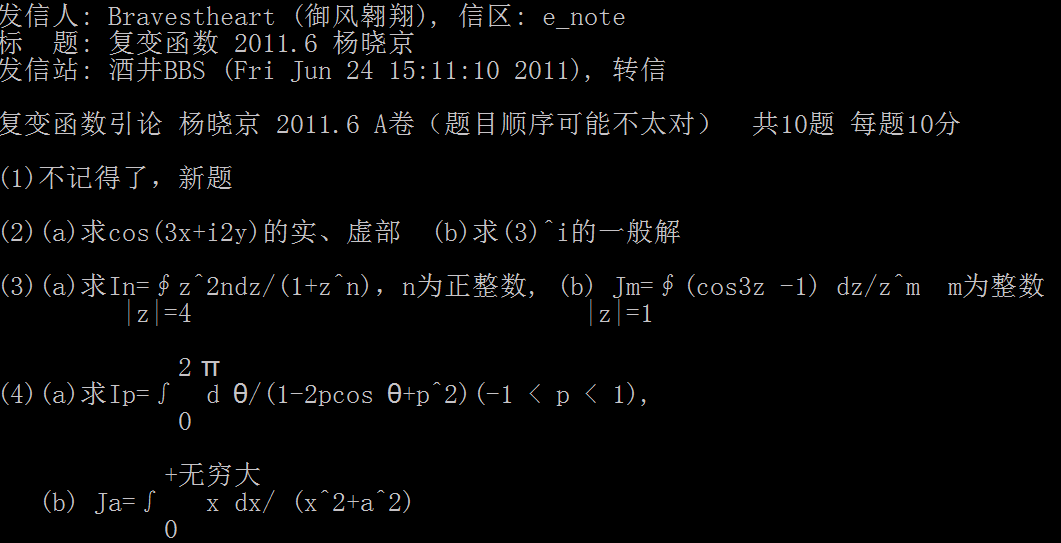 发信人: Bravestheart (御风翱翔), 信区: e_note
标  题: 复变函数 2011.6 杨晓京
发信站: 酒井BBS (Fri Jun 24 15:11:10 2011), 转信
复变函数引论 杨晓京 2011.6 A卷（题目顺序可能不太对）  共10题 每题10分
(1)不记得了，新题
(2)(a)求cos(3x+i2y)的实、虚部  (b)求(3)^i的一般解
(3)(a)求In=∮z^2ndz/(1+z^n), n为正整数, (b) Jm=∮(cos3z -1) dz/z^m  m为整数
|z|=4 |z|=1
2 π
(4)(a)求Ip=∫  d θ/(1-2pcos θ+p^2)(-1 < p < 1),
0
+无穷大
(b) Ja=∫   x dx/ (x^2+a^2)
0